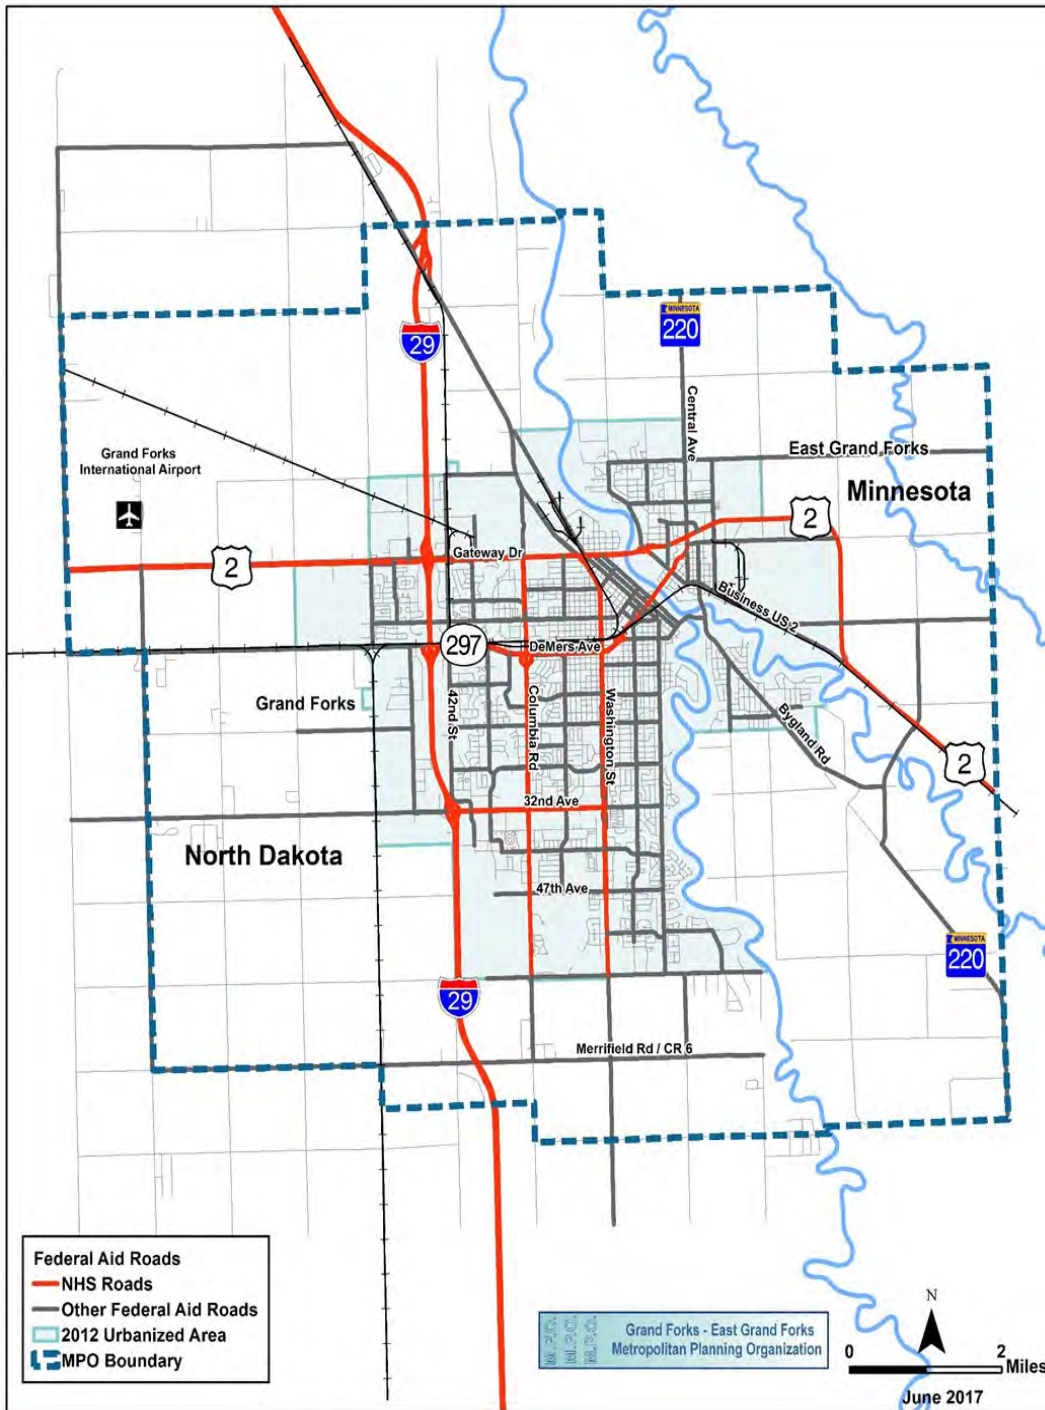 29
MINNESOTA
220
Central Ave
Grand Forks
International Airport
East Grand Forks
Minnesota
2
2
Gateway Dr
Business US 2
297
DeMers Ave
Grand Forks
42nd St
Columbia Rd
Washington St
Bygland Rd
2
32nd Ave
North Dakota
47th Ave
MINNESOTA
220
29
Merrifield Rd / CR 6
Federal Aid Roads
NHS Roads
Other Federal Aid Roads
2012 Urbanized Area
MPO Boundary
M.P.O.
M.P.O.
M.P.O.
Grand Forks - East Grand Forks
Metropolitan Planning Organization
N
0 2
Miles
June 2017